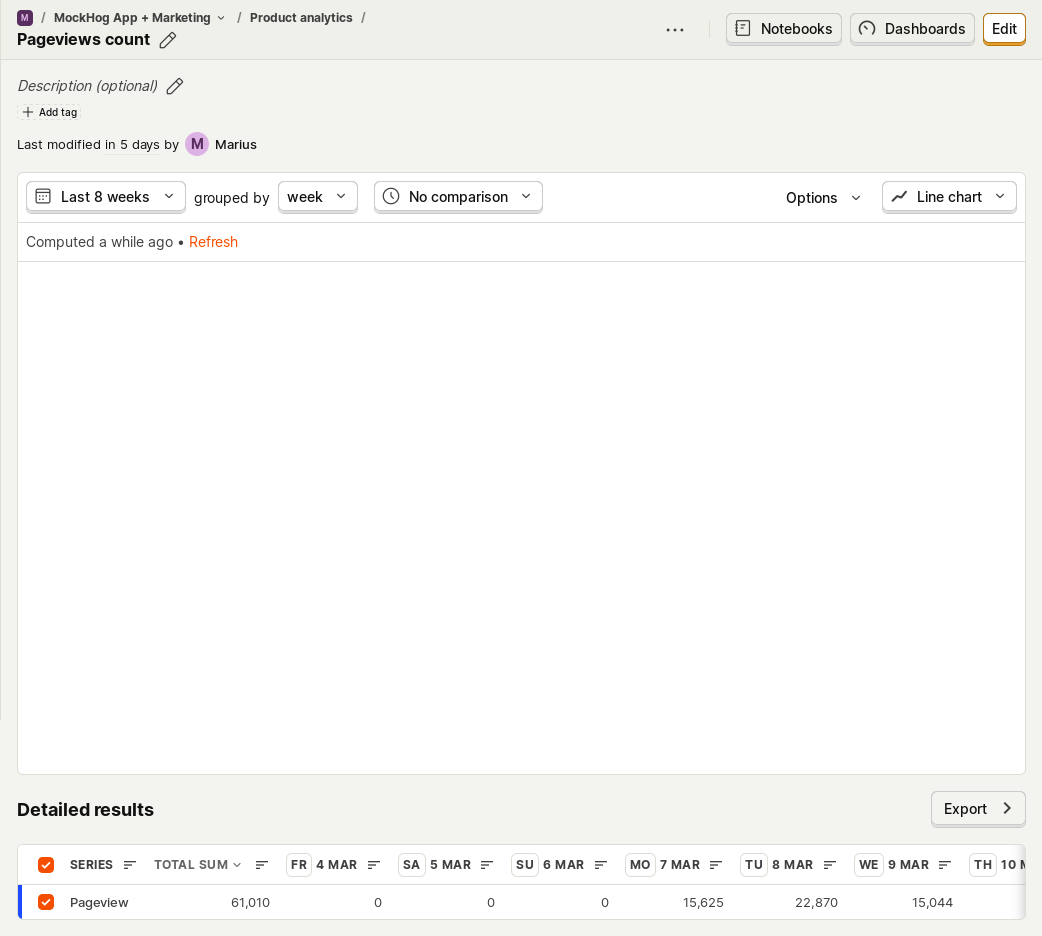 M / MockHog App + Marketing / Product analytics /
Pageviews count
Notebooks Dashboards Edit
Description (optional)
Add tag
Last modified in 5 days by M Marius
Last 8 weeks grouped by week No comparison Options Line chart
Computed a while ago • Refresh
Detailed results
Export
SERIES TOTAL SUM FR 4 MAR SA 5 MAR SU 6 MAR MO 7 MAR TU 8 MAR WE 9 MAR TH 10
Pageview 61,010 0 0 0 15,625 22,870 15,044